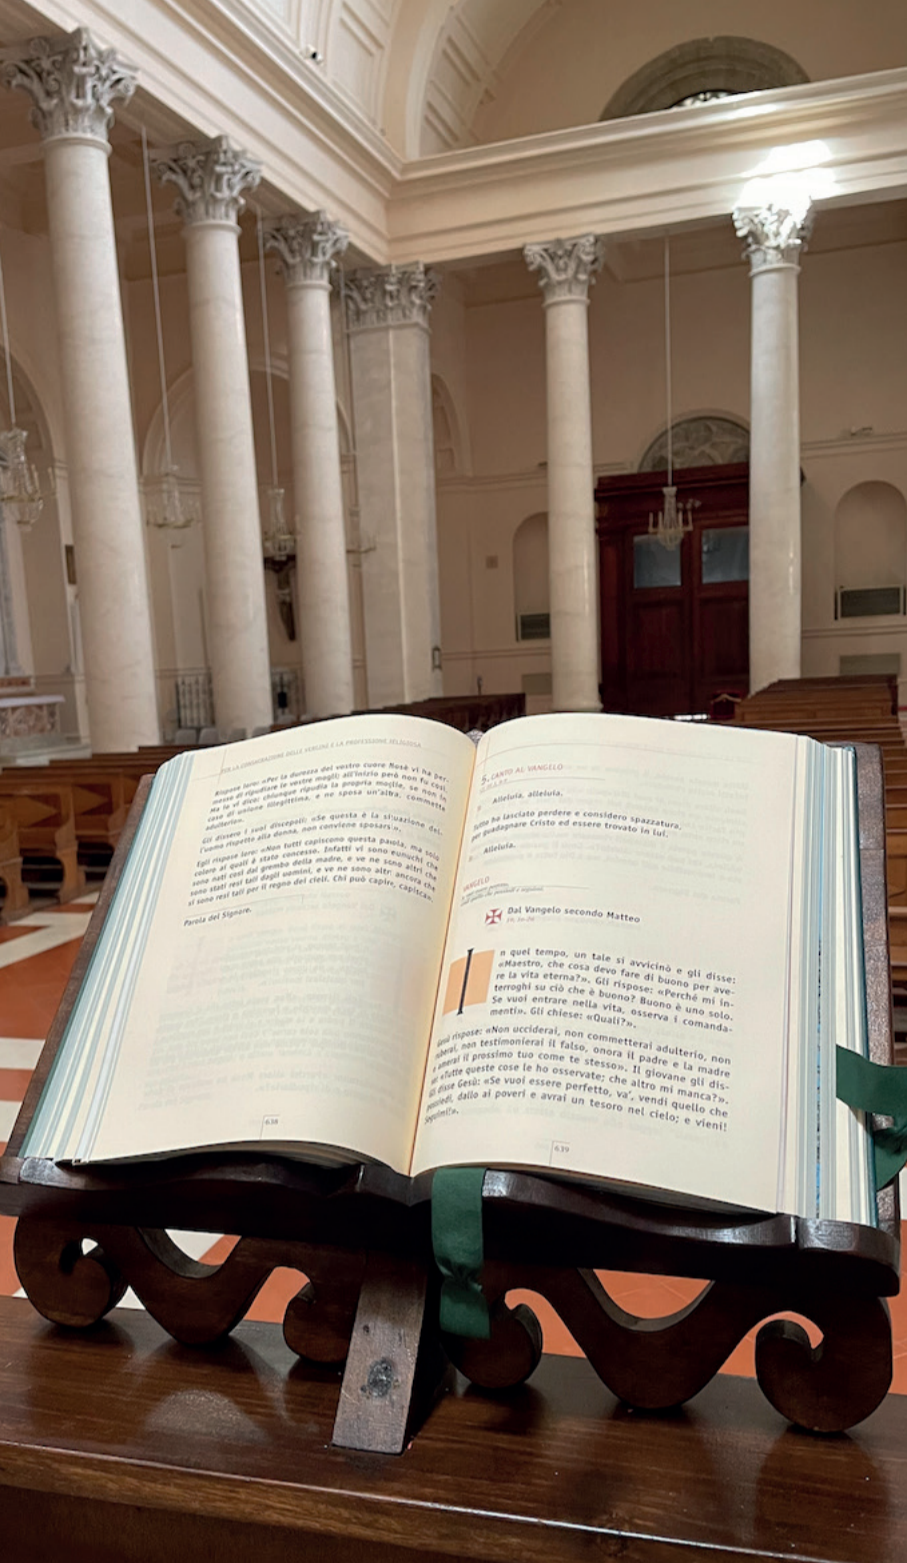 PER LA CONSACRAZIONE DELLE VERGINI E LA PROFESSIONE RELIGIOSA
Rispose loro: «Per la durezza del vostro cuore Mosè vi ha per-
messo di ripudiare le vostre mogli; all'inizio però non fu così.
Ma io vi dico: chiunque ripudia la propria moglie, se non in
caso di unione illegittima, e ne sposa un'altra, commette
adulterio».
Gli dissero i suoi discepoli: «Se questa è la situazione del-
l'uomo rispetto alla donna, non conviene sposarsi».
Egli rispose loro: «Non tutti capiscono questa parola, ma solo
coloro ai quali è stato concesso. Infatti vi sono eunuchi che
sono nati così dal grembo della madre, e ve ne sono altri che
sono stati resi tali dagli uomini, e ve ne sono altri ancora che
si sono resi tali per il regno dei cieli. Chi può capire, capisca».
Parola del Signore.
638
5. CANTO AL VANGELO
Alleluia, alleluia.
Tutto ho lasciato perdere e considero spazzatura,
per guadagnare Cristo ed essere trovato in lui.
Alleluia.
VANGELO
Dal Vangelo secondo Matteo
In quel tempo, un tale si avvicinò e gli disse:
«Maestro, che cosa devo fare di buono per ave-
re la vita eterna?». Gli rispose: «Perché mi in-
terroghi su ciò che è buono? Buono è uno solo.
Se vuoi entrare nella vita, osserva i comanda-
menti». Gli chiese: «Quali?».
Gesù rispose: «Non ucciderai, non commetterai adulterio, non
ruberai, non testimonierai il falso, onora il padre e la madre
e amerai il prossimo tuo come te stesso». Il giovane gli dis-
se: «Tutte queste cose le ho osservate; che altro mi manca?».
Gli disse Gesù: «Se vuoi essere perfetto, va', vendi quello che
possiedi, dallo ai poveri e avrai un tesoro nel cielo; e vieni!
Seguimi!».
639